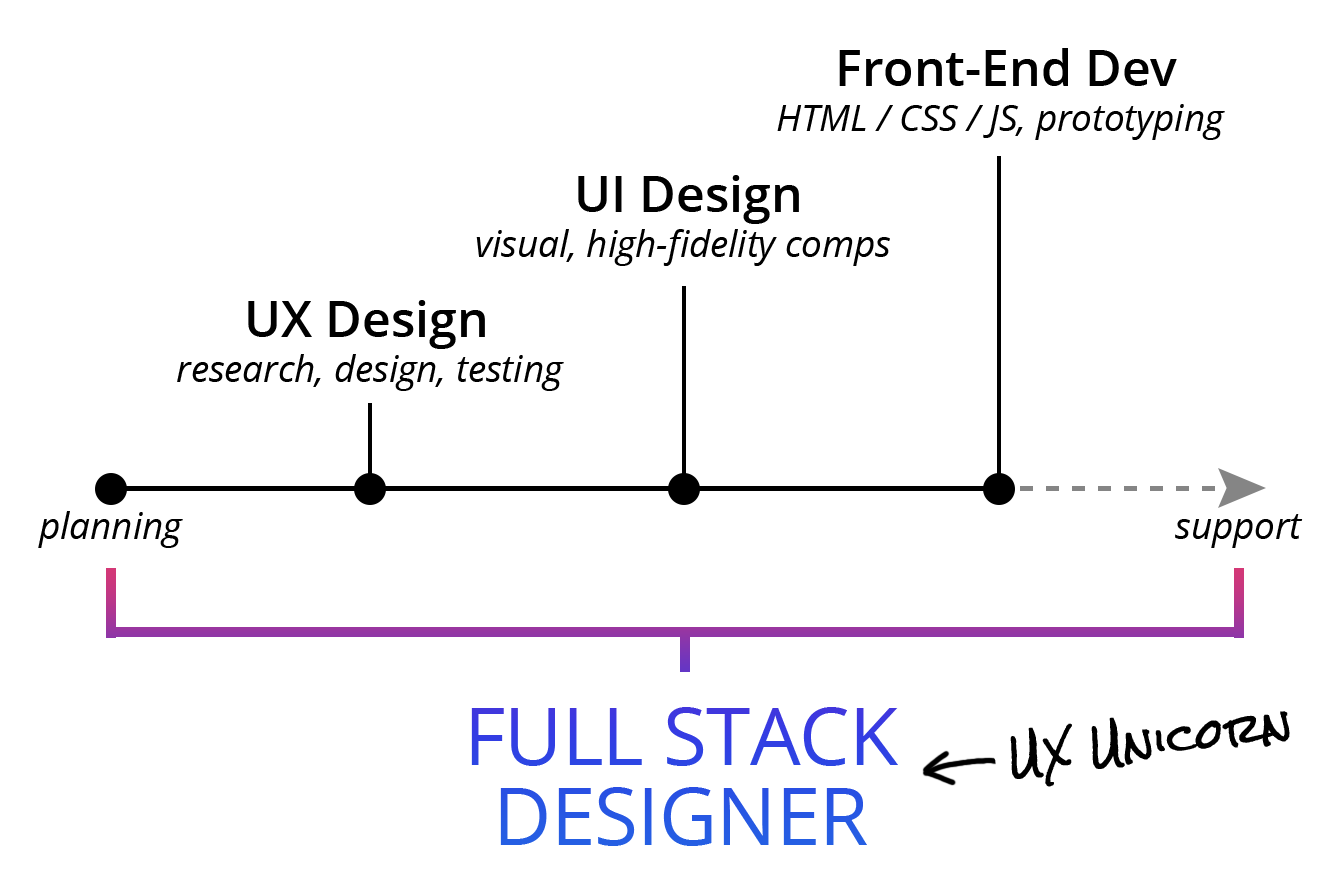 Front-End Dev
HTML / CSS / JS, prototyping
UI Design
visual, high-fidelity comps
UX Design
research, design, testing
planning
support
FULL STACK
DESIGNER
UX UNICORN